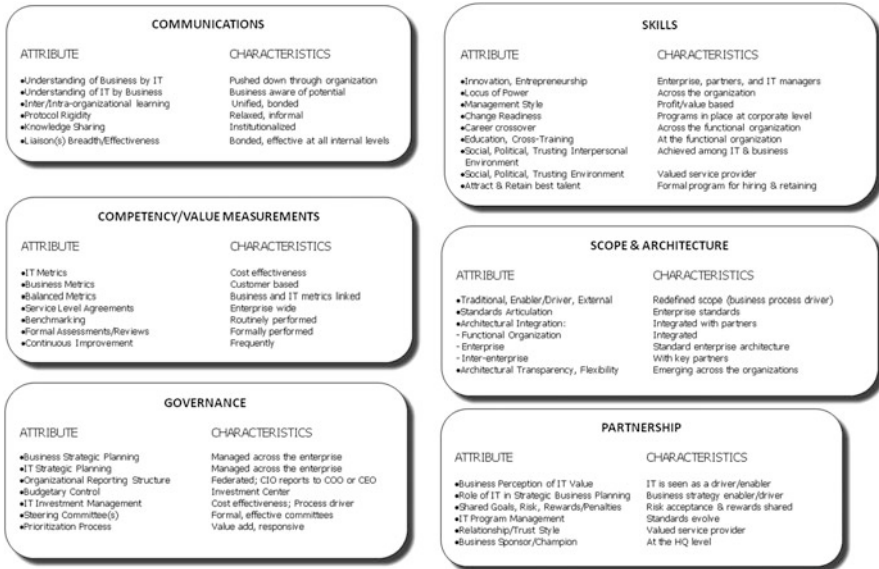 COMMUNICATIONS
ATTRIBUTE CHARACTERISTICS
•Understanding of Business by IT Pushed down through organization
•Understanding of IT by Business Business aware of potential
•Inter/Intra-organizational learning Unified, bonded
•Protocol Rigidity Relaxed, informal
•Knowledge Sharing Institutionalized
•Liaison(s) Breadth/Effectiveness Bonded, effective at all internal levels
COMPETENCY/VALUE MEASUREMENTS
ATTRIBUTE CHARACTERISTICS
•IT Metrics Cost effectiveness
•Business Metrics Customer based
•Balanced Metrics Business and IT metrics linked
•Service Level Agreements Enterprise wide
•Benchmarking Routinely performed
•Formal Assessments/Reviews Formally performed
•Continuous Improvement Frequently
GOVERNANCE
ATTRIBUTE CHARACTERISTICS
•Business Strategic Planning Managed across the enterprise
•IT Strategic Planning Managed across the enterprise
•Organizational Reporting Structure Federated; CIO reports to COO or CEO
•Budgetary Control Investment Center
•IT Investment Management Cost effectiveness; Process driver
•Steering Committee(s) Formal, effective committees
•Prioritization Process Value add, responsive
SKILLS
ATTRIBUTE CHARACTERISTICS
•Innovation, Entrepreneurship Enterprise, partners, and IT managers
•Locus of Power Across the organization
•Management Style Profit/value based
•Change Readiness Programs in place at corporate level
•Career crossover Across the functional organization
•Education, Cross-Training At the functional organization
•Social, Political, Trusting Interpersonal Achieved among IT & business
Environment
•Social, Political, Trusting Environment Valued service provider
•Attract & Retain best talent Formal program for hiring & retaining
SCOPE & ARCHITECTURE
ATTRIBUTE CHARACTERISTICS
•Traditional, Enabler/Driver, External Redefined scope (business process driver)
•Standards Articulation Enterprise standards
•Architectural Integration: Integrated with partners
- Functional Organization Integrated
- Enterprise Standard enterprise architecture
- Inter-enterprise With key partners
•Architectural Transparency, Flexibility Emerging across the organizations
PARTNERSHIP
ATTRIBUTE CHARACTERISTICS
•Business Perception of IT Value IT is seen as a driver/enabler
•Role of IT in Strategic Business Planning Business strategy enabler/driver
•Shared Goals, Risk, Rewards/Penalties Risk acceptance & rewards shared
•IT Program Management Standards evolve
•Relationship/Trust Style Valued service provider
•Business Sponsor/Champion At the HQ level